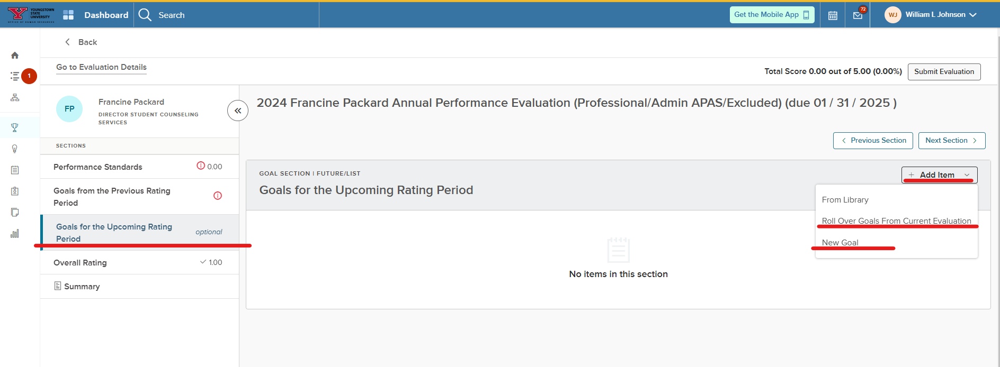 YOUNGSTOWN
STATE
UNIVERSITY
OFFICE OF HUMAN RESOURCES
Dashboard
Search
Get the Mobile App
72
WJ
William L Johnson
Back
1
Go to Evaluation Details
Total Score 0.00 out of 5.00 (0.00%)
Submit Evaluation
FP
Francine Packard
DIRECTOR STUDENT COUNSELING
SERVICES
2024 Francine Packard Annual Performance Evaluation (Professional/Admin APAS/Excluded) (due 01 / 31 / 2025 )
Previous Section
Next Section
SECTIONS
Performance Standards
0.00
Goals from the Previous Rating
Period
Goals for the Upcoming Rating
Period
optional
Overall Rating
1.00
Summary
GOAL SECTION | FUTURE/LIST
Goals for the Upcoming Rating Period
+ Add Item
From Library
Roll Over Goals From Current Evaluation
New Goal
No items in this section